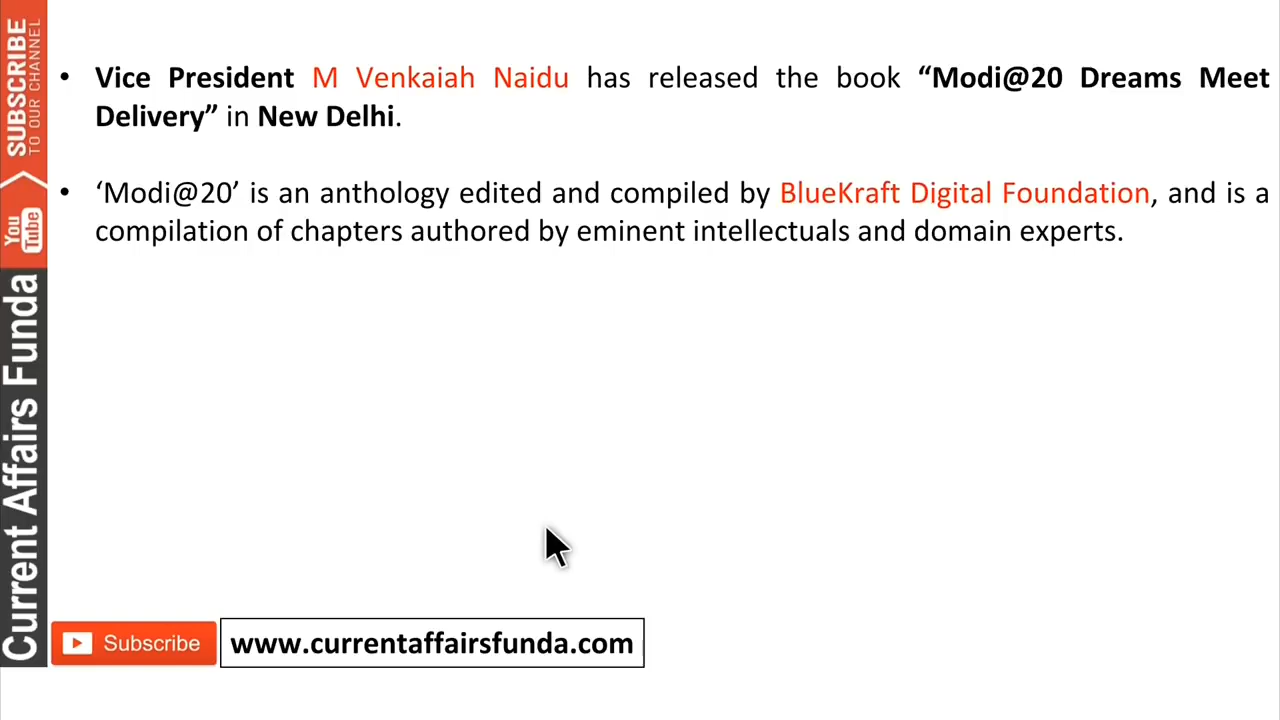 • Vice President M Venkaiah Naidu has released the book “Modi@20 Dreams Meet
Delivery” in New Delhi.
• ‘Modi@20’ is an anthology edited and compiled by BlueKraft Digital Foundation, and is a
compilation of chapters authored by eminent intellectuals and domain experts.
SUBSCRIBE
TO OUR CHANNEL
You
Tube
Current Affairs Funda
Subscribe
www.currentaffairsfunda.com